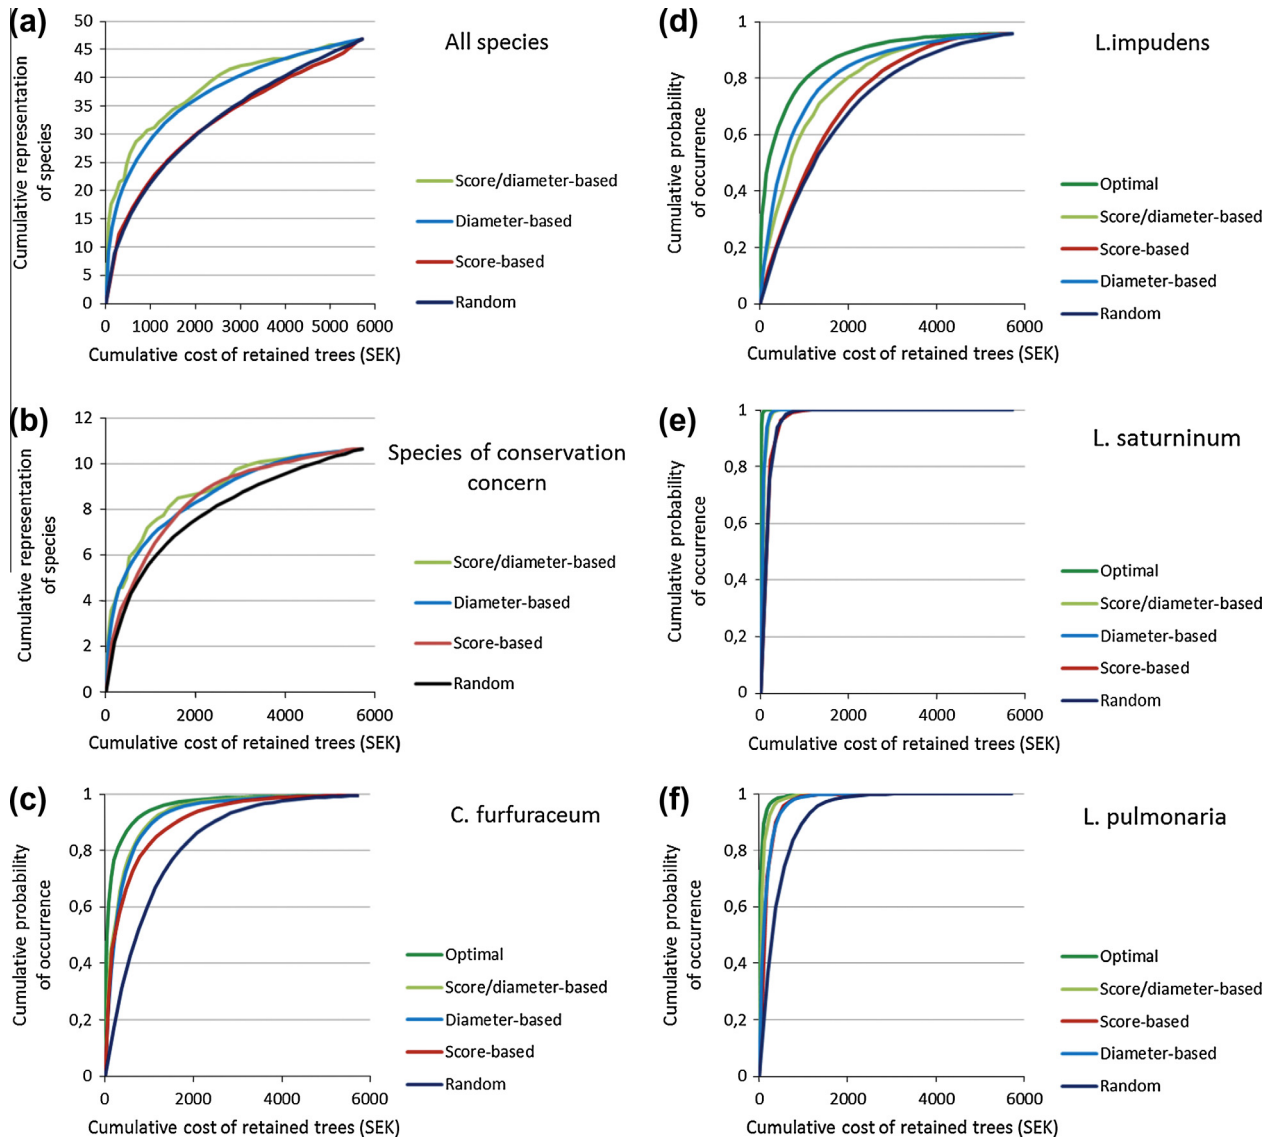 (a)
All species
50
45
40
35
30
25
20
15
10
5
0
Cumulative representation
of species
0 1000 2000 3000 4000 5000 6000
Cumulative cost of retained trees (SEK)
Score/diameter-based
Diameter-based
Score-based
Random
(b)
Species of conservation
concern
12
10
8
6
4
2
0
Cumulative representation
of species
0 2000 4000 6000
Cumulative cost of retained trees (SEK)
Score/diameter-based
Diameter-based
Score-based
Random
(c)
C. furfuraceum
1
0,8
0,6
0,4
0,2
0
Cumulative probability
of occurrence
0 2000 4000 6000
Cumulative cost of retained trees (SEK)
Optimal
Score/diameter-based
Diameter-based
Score-based
Random
(d)
L.impudens
1
0,8
0,6
0,4
0,2
0
Cumulative probability
of occurrence
0 2000 4000 6000
Cumulative cost of retained trees (SEK)
Optimal
Score/diameter-based
Score-based
Diameter-based
Random
(e)
L. saturninum
1
0,8
0,6
0,4
0,2
0
Cumulative probability
of occurrence
0 2000 4000 6000
Cumulative cost of retained trees (SEK)
Optimal
Score/diameter-based
Diameter-based
Score-based
Random
(f)
L. pulmonaria
1
0,8
0,6
0,4
0,2
0
Cumulative probability
of occurrence
0 2000 4000 6000
Cumulative cost of retained trees (SEK)
Optimal
Score/diameter-based
Score-based
Diameter-based
Random